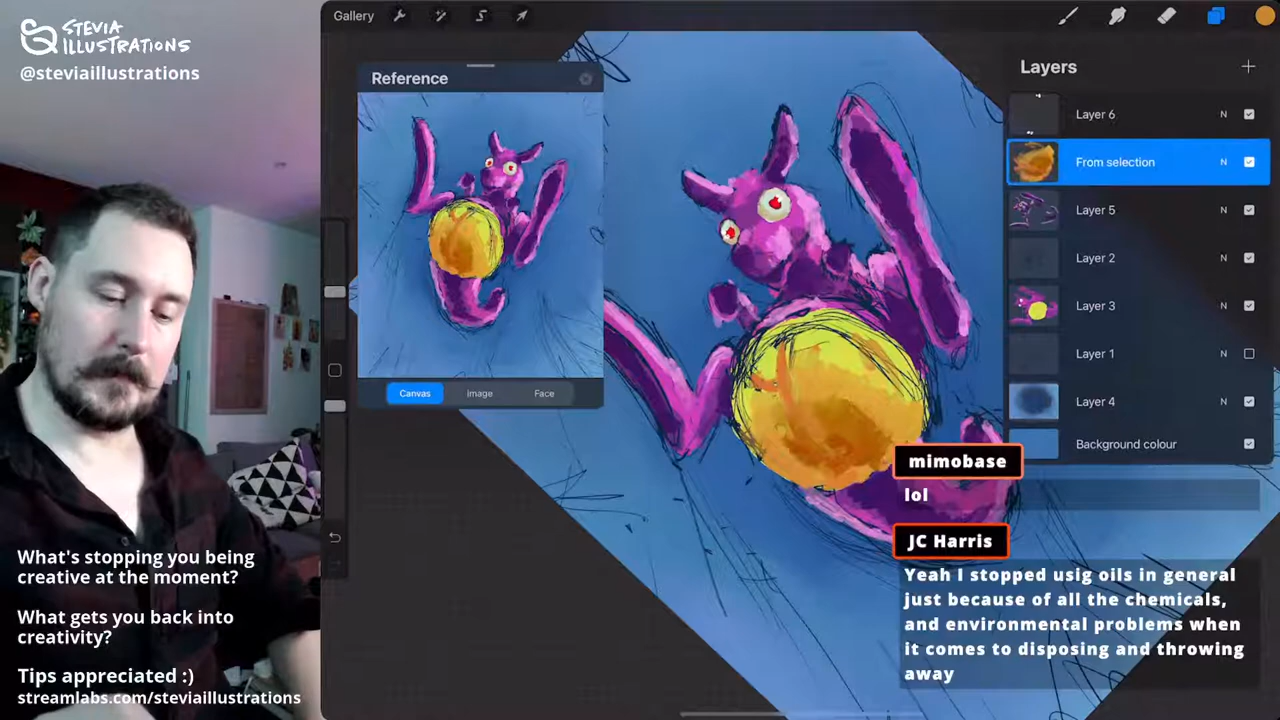 STEVIA
ILLUSTRATIONS
@steviaillustrations
Gallery
Reference
Canvas
Image
Face
Layers
Layer 6
N
From selection
N
Layer 5
N
Layer 2
N
Layer 3
N
Layer 1
N
Layer 4
N
Background colour
mimobase
lol
JC Harris
Yeah I stopped usig oils in general
just because of all the chemicals,
and environmental problems when
it comes to disposing and throwing
away
What's stopping you being
creative at the moment?
What gets you back into
creativity?
Tips appreciated :)
streamlabs.com/steviaillustrations